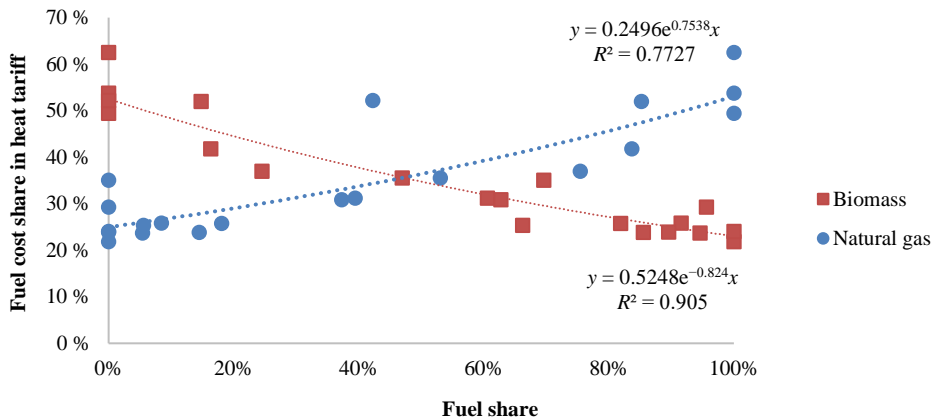 70 %
60 %
50 %
40 %
30 %
20 %
10 %
0 %
Fuel cost share in heat tariff
y = 0.2496e^0.7538x
R² = 0.7727
Biomass
Natural gas
y = 0.5248e^−0.824x
R² = 0.905
0% 20% 40% 60% 80% 100%
Fuel share